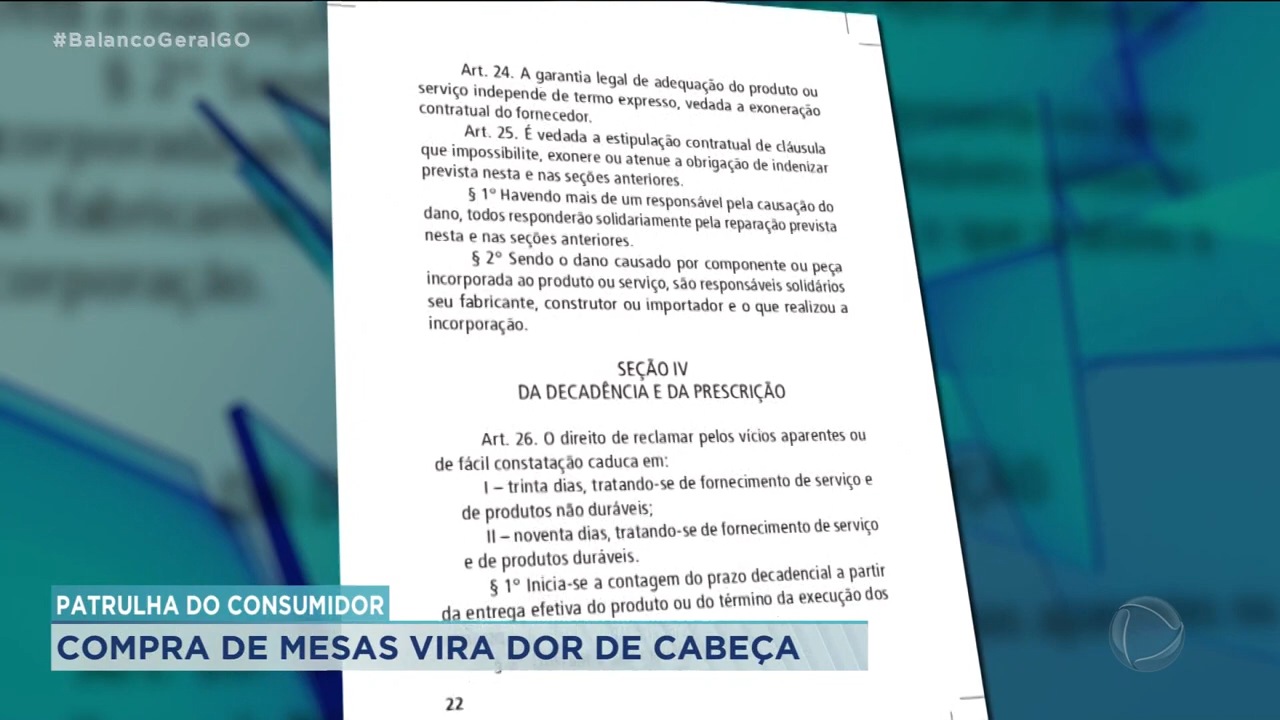 #BalancoGeralGO
Art. 24. A garantia legal de adequação do produto ou
serviço independe de termo expresso, vedada a exoneração
contratual do fornecedor.
Art. 25. É vedada a estipulação contratual de cláusula
que impossibilite, exonere ou atenue a obrigação de indenizar
prevista nesta e nas seções anteriores.
§ 1º Havendo mais de um responsável pela causação do
dano, todos responderão solidariamente pela reparação prevista
nesta e nas seções anteriores.
§ 2º Sendo o dano causado por componente ou peça
incorporada ao produto ou serviço, são responsáveis solidários
seu fabricante, construtor ou importador e o que realizou a
incorporação.
SEÇÃO IV
DA DECADÊNCIA E DA PRESCRIÇÃO
Art. 26. O direito de reclamar pelos vícios aparentes ou
de fácil constatação caduca em:
I – trinta dias, tratando-se de fornecimento de serviço e
de produtos não duráveis;
II – noventa dias, tratando-se de fornecimento de serviço
e de produtos duráveis.
§ 1º Inicia-se a contagem do prazo decadencial a partir
da entrega efetiva do produto ou do término da execução dos
PATRULHA DO CONSUMIDOR
COMPRA DE MESAS VIRA DOR DE CABEÇA
22